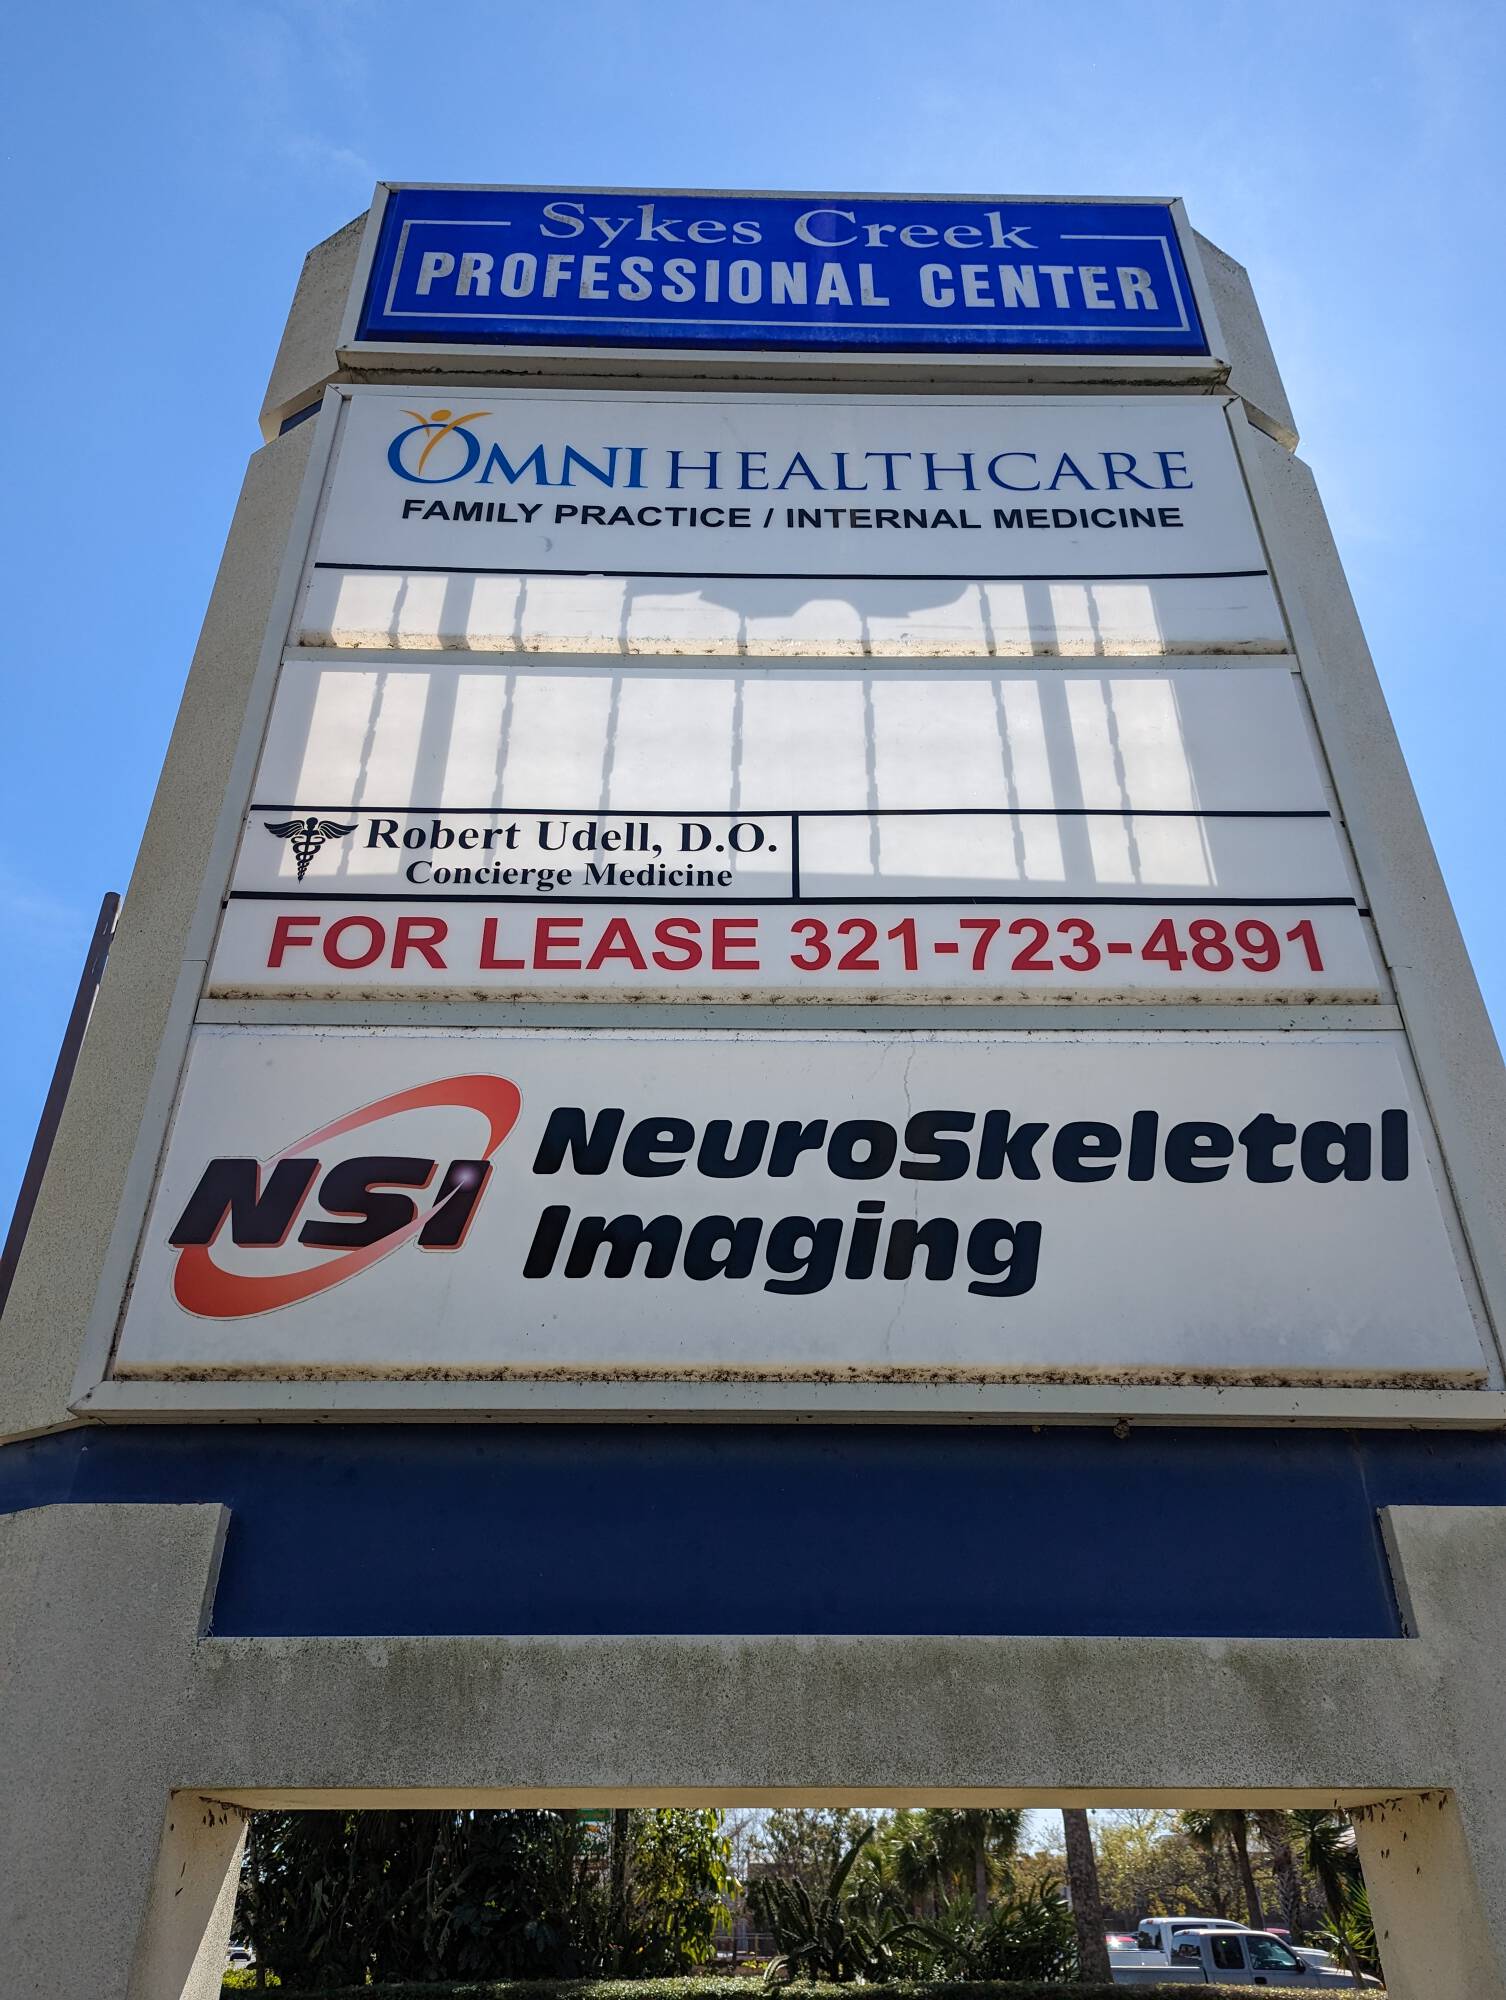 Sykes Creek
PROFESSIONAL CENTER
OMNI HEALTHCARE
FAMILY PRACTICE / INTERNAL MEDICINE
Robert Udell, D.O.
Concierge Medicine
FOR LEASE 321-723-4891
NSI
NeuroSkeletal
Imaging